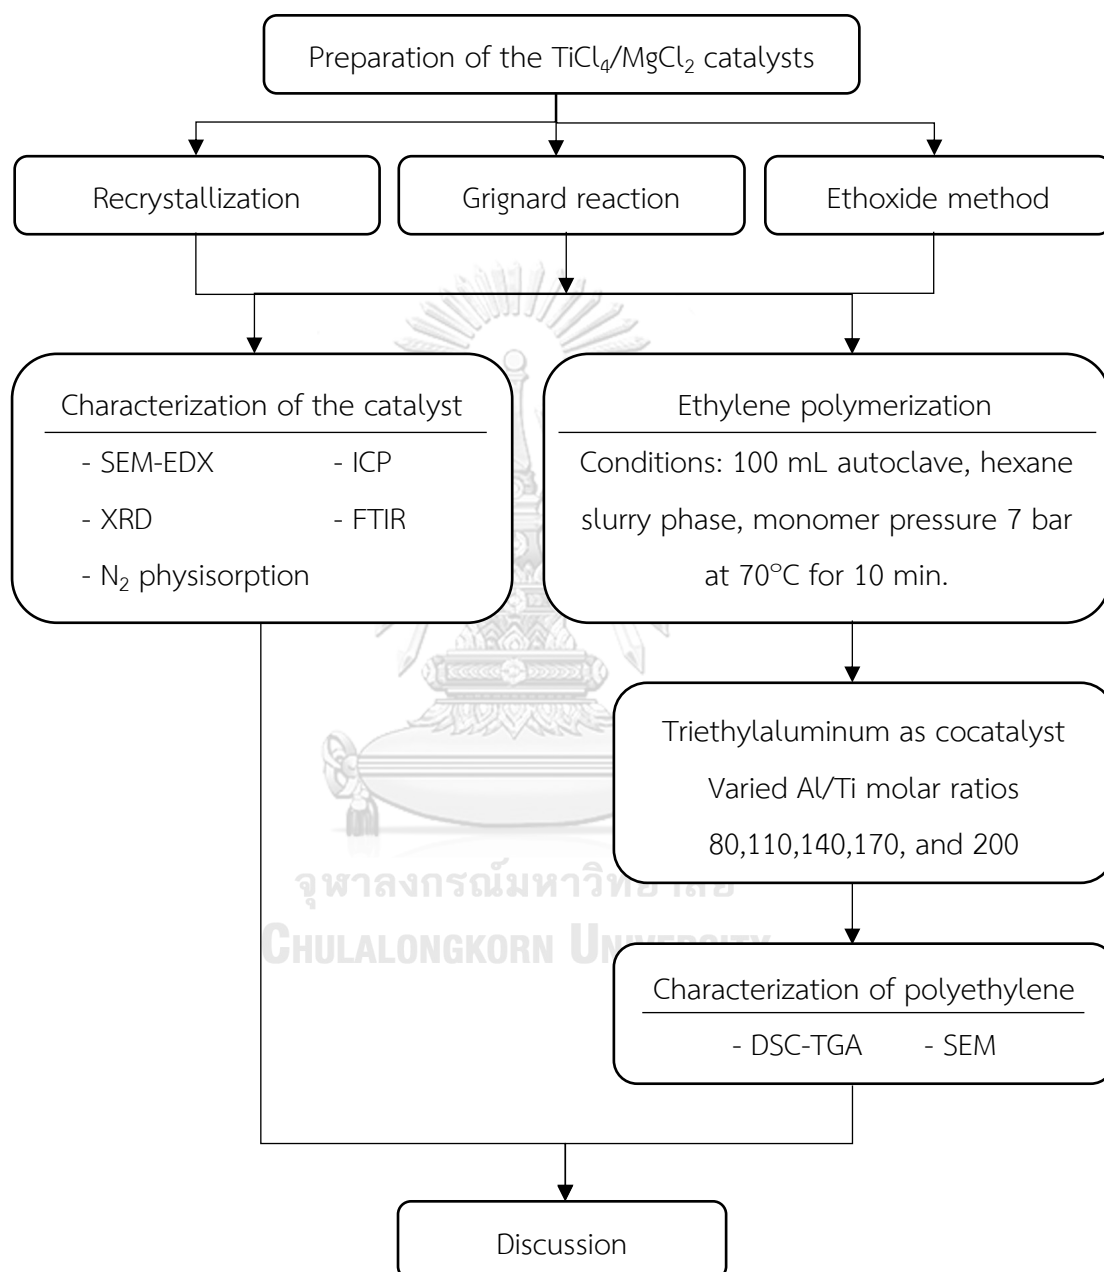 Preparation of the TiCl₄/MgCl₂ catalysts
Recrystallization
Grignard reaction
Ethoxide method
Characterization of the catalyst
- SEM-EDX - ICP
- XRD - FTIR
- N₂ physisorption
Ethylene polymerization
Conditions: 100 mL autoclave, hexane
slurry phase, monomer pressure 7 bar
at 70°C for 10 min.
Triethylaluminum as cocatalyst
Varied Al/Ti molar ratios
80,110,140,170, and 200
จุฬาลงกรณ์มหาวิทยาลัย
CHULALONGKORN UNIVERSITY
Characterization of polyethylene
- DSC-TGA - SEM
Discussion